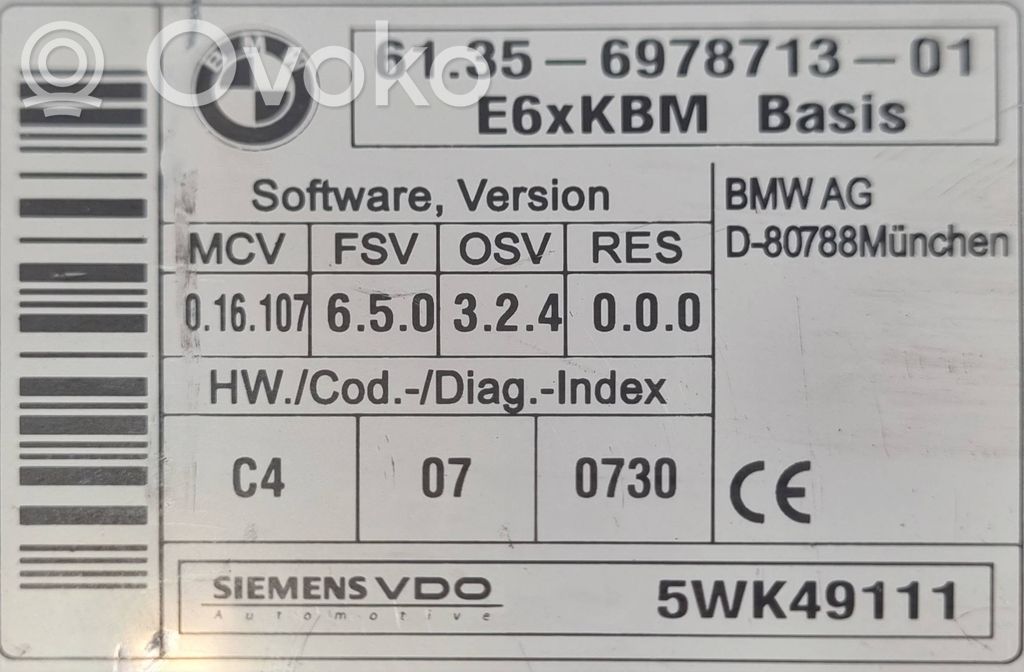 Ovoko
BMW
61.35-6978713-01
E6xKBM Basis
Software, Version
MCV FSV OSV RES
0.16.107 6.5.0 3.2.4 0.0.0
HW./Cod.-/Diag.-Index
C4 07 0730
BMW AG
D-80788München
CE
SIEMENS VDO
Automotive
5WK49111